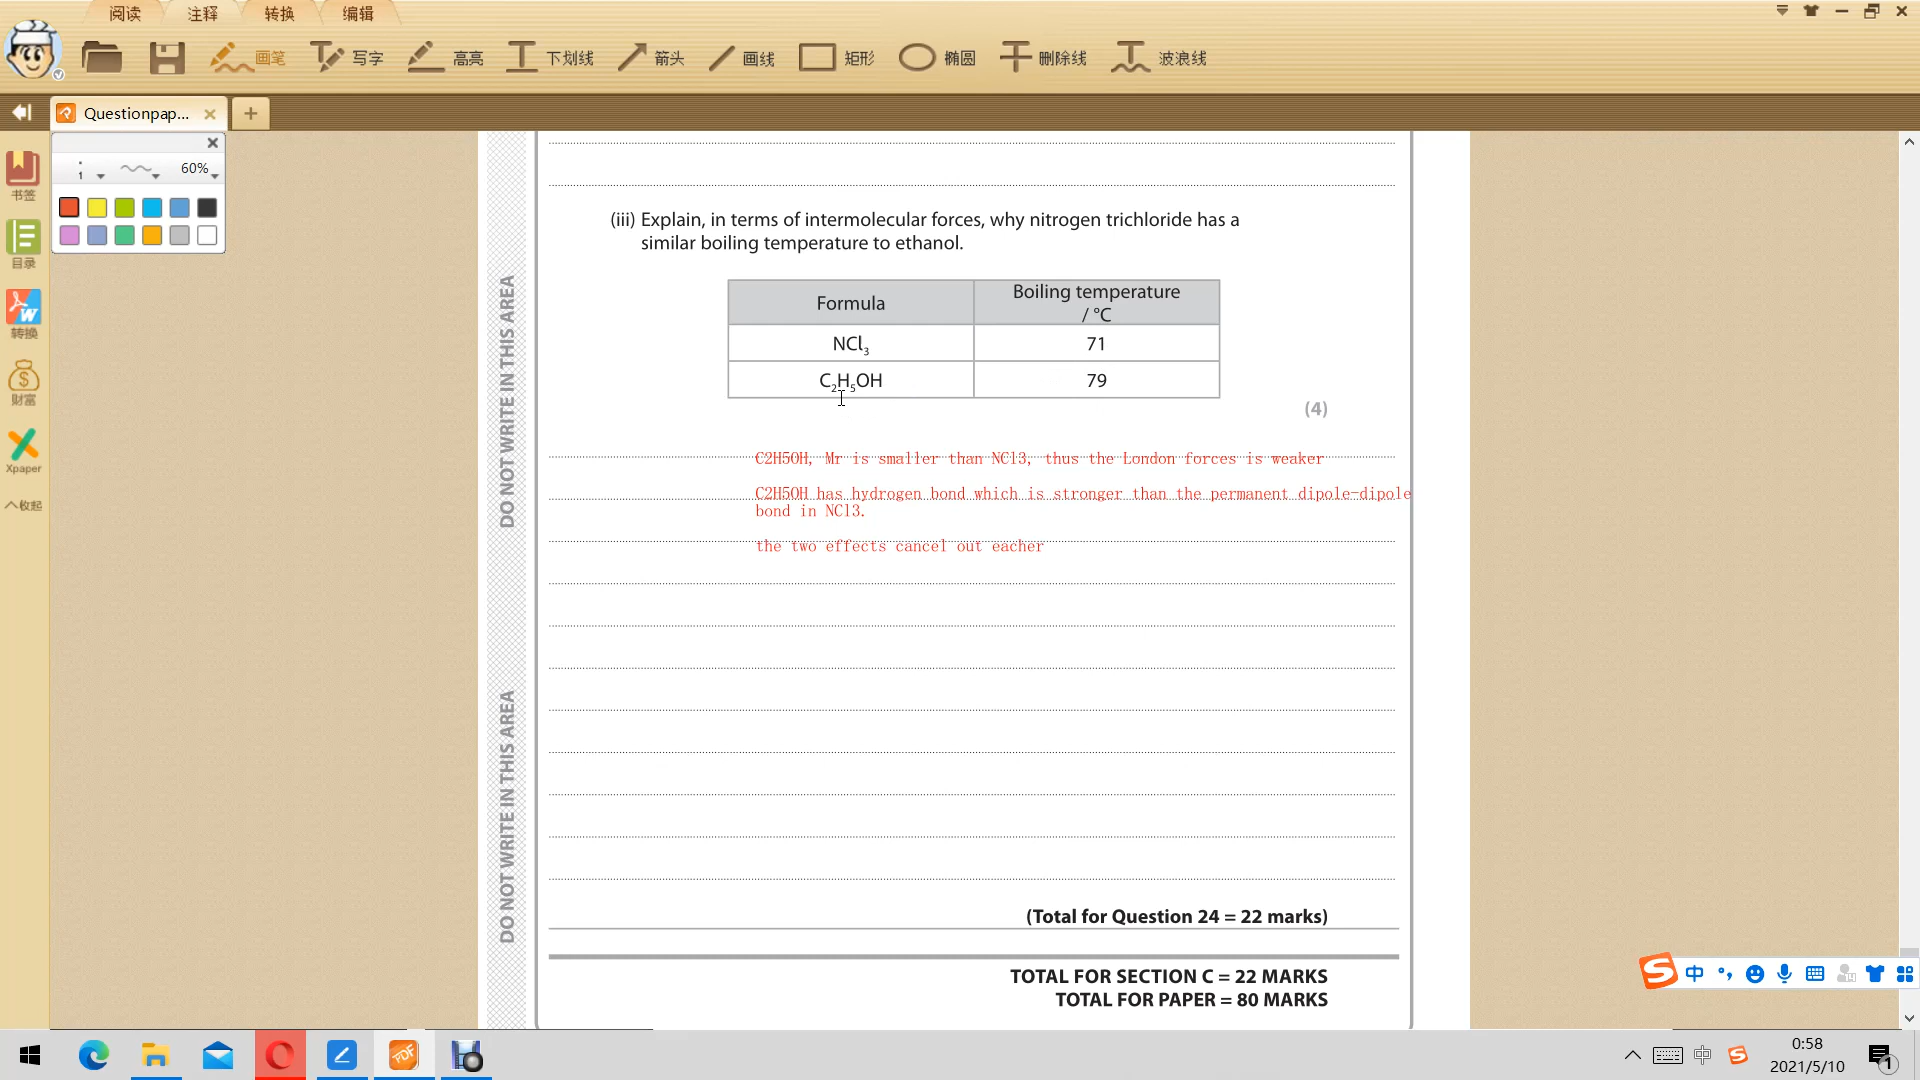 阅读 注释 转换 编辑
画笔 写字 高亮 下划线 箭头 画线 矩形 椭圆 删除线 波浪线
Questionpap...
1 60%
书签
目录
转换
财富
Xpaper
收起
DO NOT WRITE IN THIS AREA
DO NOT WRITE IN THIS AREA
(iii) Explain, in terms of intermolecular forces, why nitrogen trichloride has a
similar boiling temperature to ethanol.
Formula Boiling temperature
/ °C
NCl₃ 71
C₂H₅OH 79
(4)
C2H5OH, Mr is smaller than NCl3, thus the London forces is weaker
C2H5OH has hydrogen bond which is stronger than the permanent dipole-dipole
bond in NCl3.
the two effects cancel out eacher
(Total for Question 24 = 22 marks)
TOTAL FOR SECTION C = 22 MARKS
TOTAL FOR PAPER = 80 MARKS
中
PDF
中
0:58
2021/5/10
1